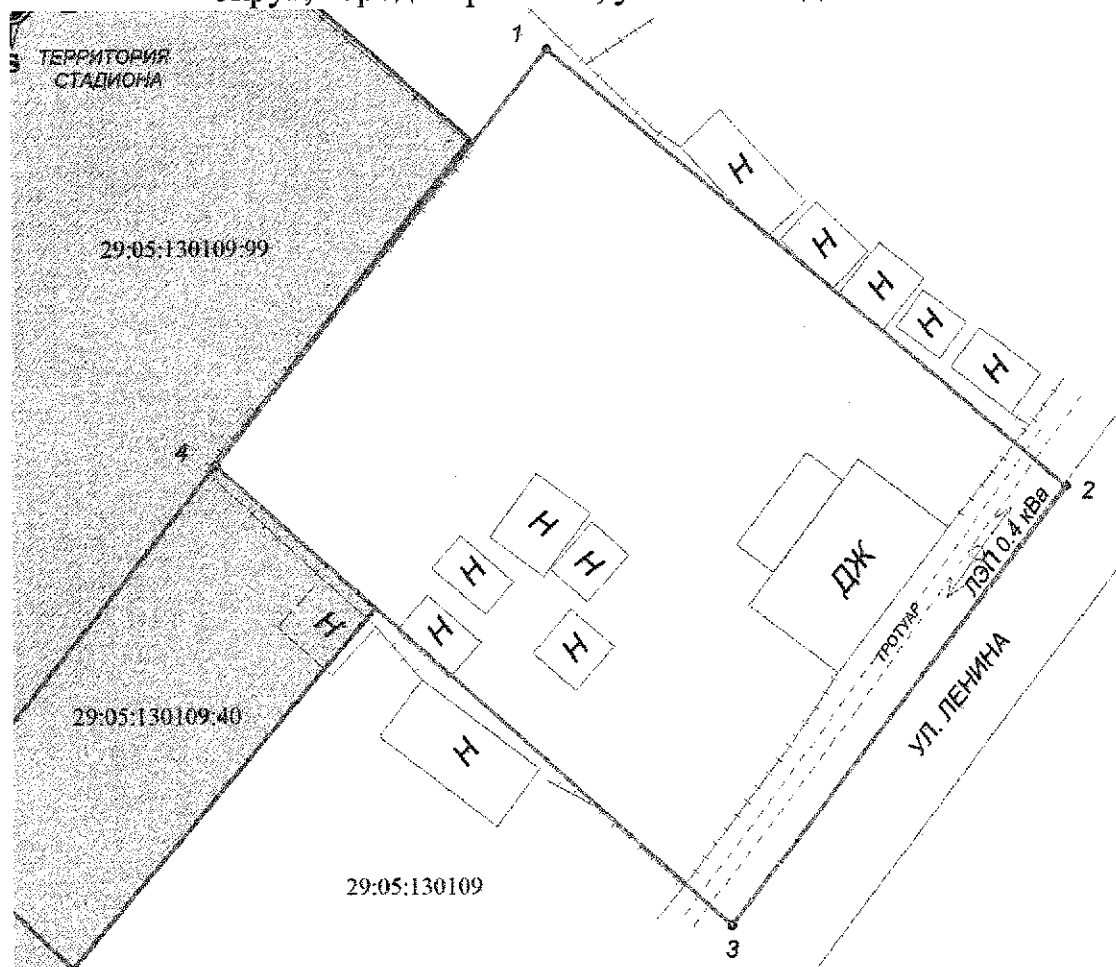 1
ТЕРРИТОРИЯ
СТАДИОНА
Н
29:05:130109:99
Н
Н
Н
Н
4
2
ЛЭП 0.4 кВа
Н
Н
Н
ДЖ
Н
Н
Н
ТРОТУАР
УЛ. ЛЕНИНА
29:05:130109:40
Н
29:05:130109
3